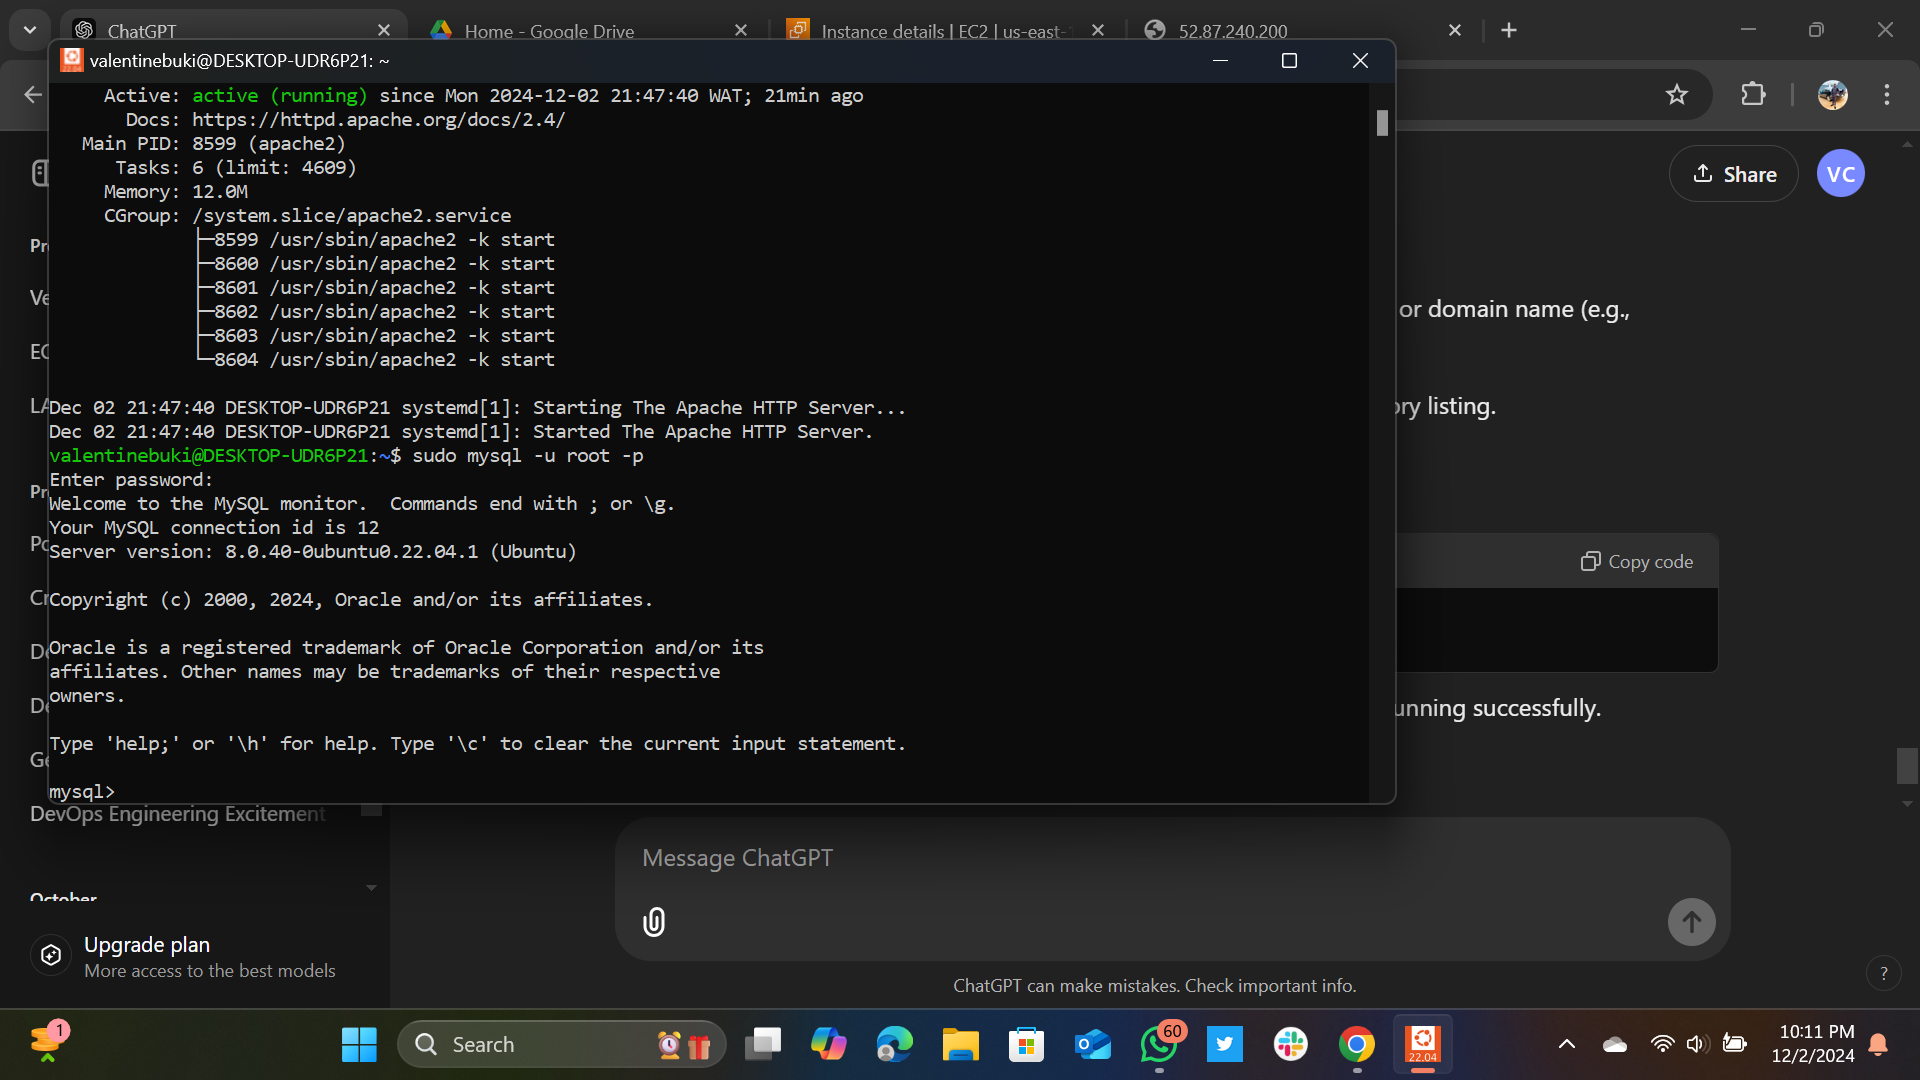 ChatGPT
Home - Google Drive
Instance details | EC2 | us-east-
52.87.240.200
valentinebuki@DESKTOP-UDR6P21: ~
Active: active (running) since Mon 2024-12-02 21:47:40 WAT; 21min ago
Docs: https://httpd.apache.org/docs/2.4/
Main PID: 8599 (apache2)
Tasks: 6 (limit: 4609)
Memory: 12.0M
CGroup: /system.slice/apache2.service
├─8599 /usr/sbin/apache2 -k start
├─8600 /usr/sbin/apache2 -k start
├─8601 /usr/sbin/apache2 -k start
├─8602 /usr/sbin/apache2 -k start
├─8603 /usr/sbin/apache2 -k start
└─8604 /usr/sbin/apache2 -k start
Dec 02 21:47:40 DESKTOP-UDR6P21 systemd[1]: Starting The Apache HTTP Server...
Dec 02 21:47:40 DESKTOP-UDR6P21 systemd[1]: Started The Apache HTTP Server.
valentinebuki@DESKTOP-UDR6P21:~$ sudo mysql -u root -p
Enter password:
Welcome to the MySQL monitor.  Commands end with ; or \g.
Your MySQL connection id is 12
Server version: 8.0.40-0ubuntu0.22.04.1 (Ubuntu)
Copyright (c) 2000, 2024, Oracle and/or its affiliates.
Oracle is a registered trademark of Oracle Corporation and/or its
affiliates. Other names may be trademarks of their respective
owners.
Type 'help;' or '\h' for help. Type '\c' to clear the current input statement.
mysql>
Share
VC
or domain name (e.g.,
ory listing.
Copy code
unning successfully.
DevOps Engineering Excitement
October
Upgrade plan
More access to the best models
Message ChatGPT
ChatGPT can make mistakes. Check important info.
?
1
Search
60
22.04
10:11 PM
12/2/2024